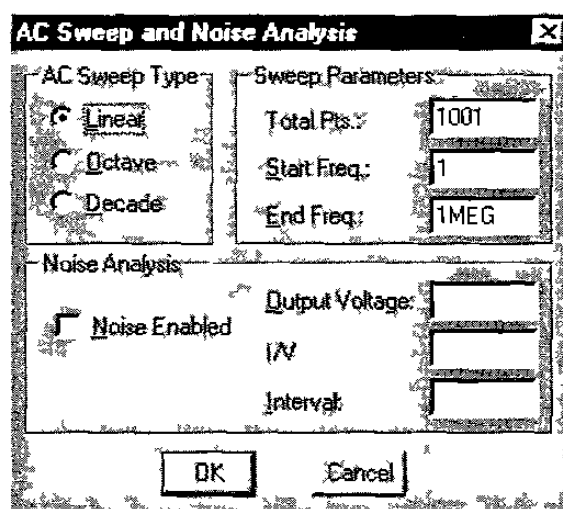 AC Sweep and Noise Analysis
AC Sweep Type
Linear
Octave
Decade
Sweep Parameters
Total Pts.: 1001
Start Freq.: 1
End Freq.: 1MEG
Noise Analysis
Noise Enabled
Output Voltage:
I/V
Interval:
OK Cancel